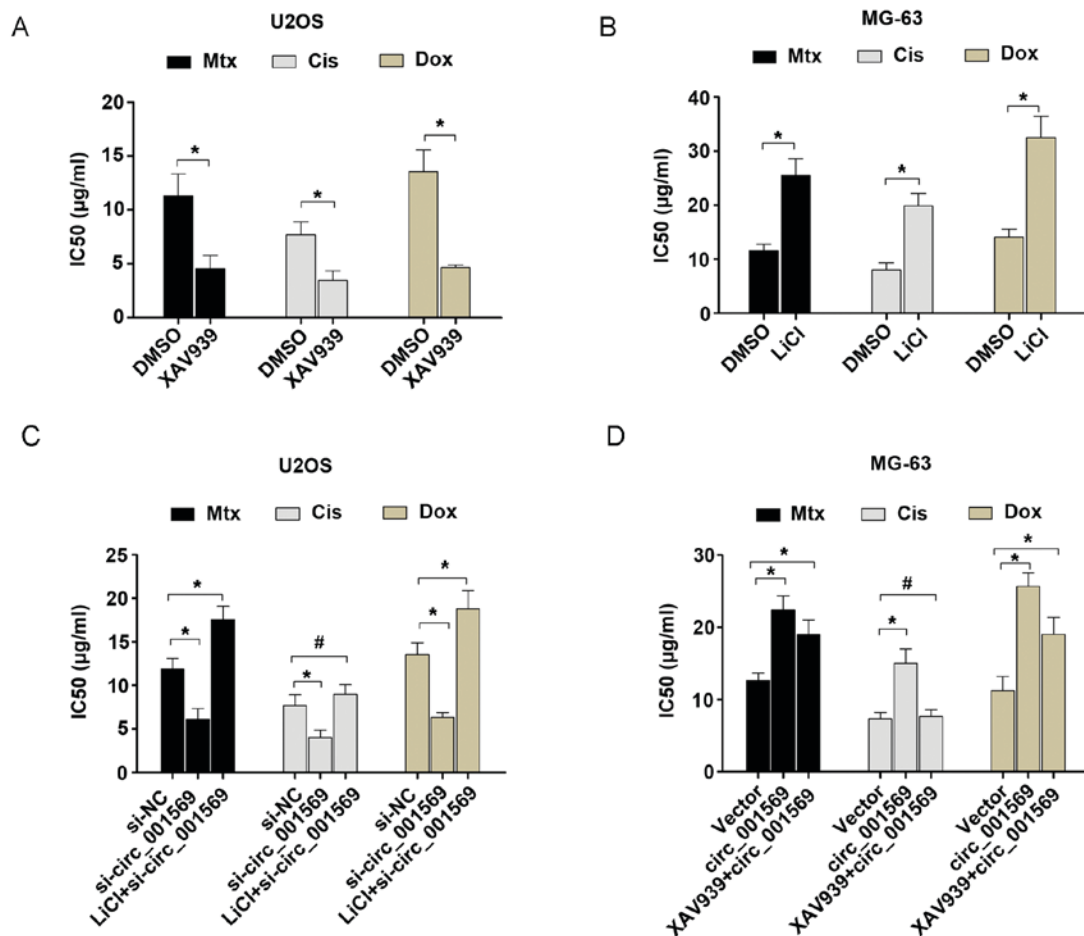 A
U2OS
Mtx Cis Dox
IC50 (µg/ml)
20
15
10
5
0
* * *
DMSO XAV939 DMSO XAV939 DMSO XAV939
B
MG-63
Mtx Cis Dox
IC50 (µg/ml)
40
30
20
10
0
* * *
DMSO LiCl DMSO LiCl DMSO LiCl
C
U2OS
Mtx Cis Dox
IC50 (µg/ml)
25
20
15
10
5
0
* * # * * *
si-NC si-circ_001569 LiCl+si-circ_001569 si-NC si-circ_001569 LiCl+si-circ_001569 si-NC si-circ_001569 LiCl+si-circ_001569
D
MG-63
Mtx Cis Dox
IC50 (µg/ml)
30
20
10
0
* * # * * *
Vector circ_001569 XAV939+circ_001569 Vector circ_001569 XAV939+circ_001569 Vector circ_001569 XAV939+circ_001569